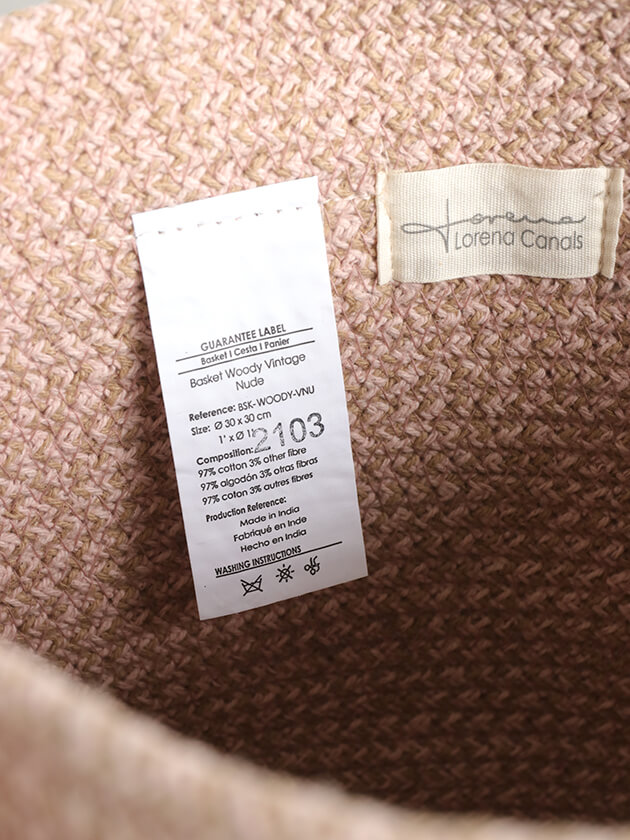 Lorena
Lorena Canals
GUARANTEE LABEL
Basket | Cesta | Panier
Basket Woody Vintage
Nude
Reference: BSK-WOODY-VNU
Size: Ø 30 x 30 cm
1' x Ø 1'
2103
Composition:
97% cotton 3% other fibre
97% algodón 3% otras fibras
97% coton 3% autres fibres
Production Reference:
Made in India
Fabriqué en Inde
Hecho en India
WASHING INSTRUCTIONS